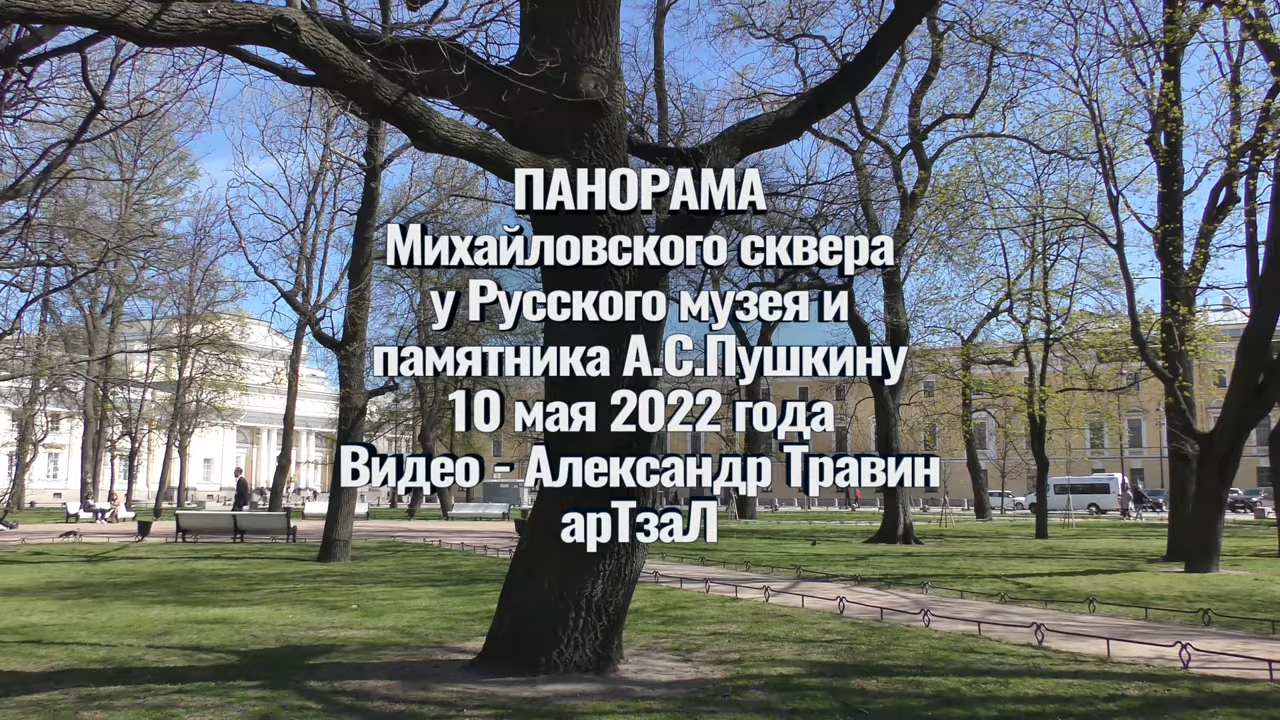 ПАНОРАМА
Михайловского сквера
у Русского музея и
памятника А.С.Пушкину
10 мая 2022 года
Видео - Александр Травин
арТзаЛ